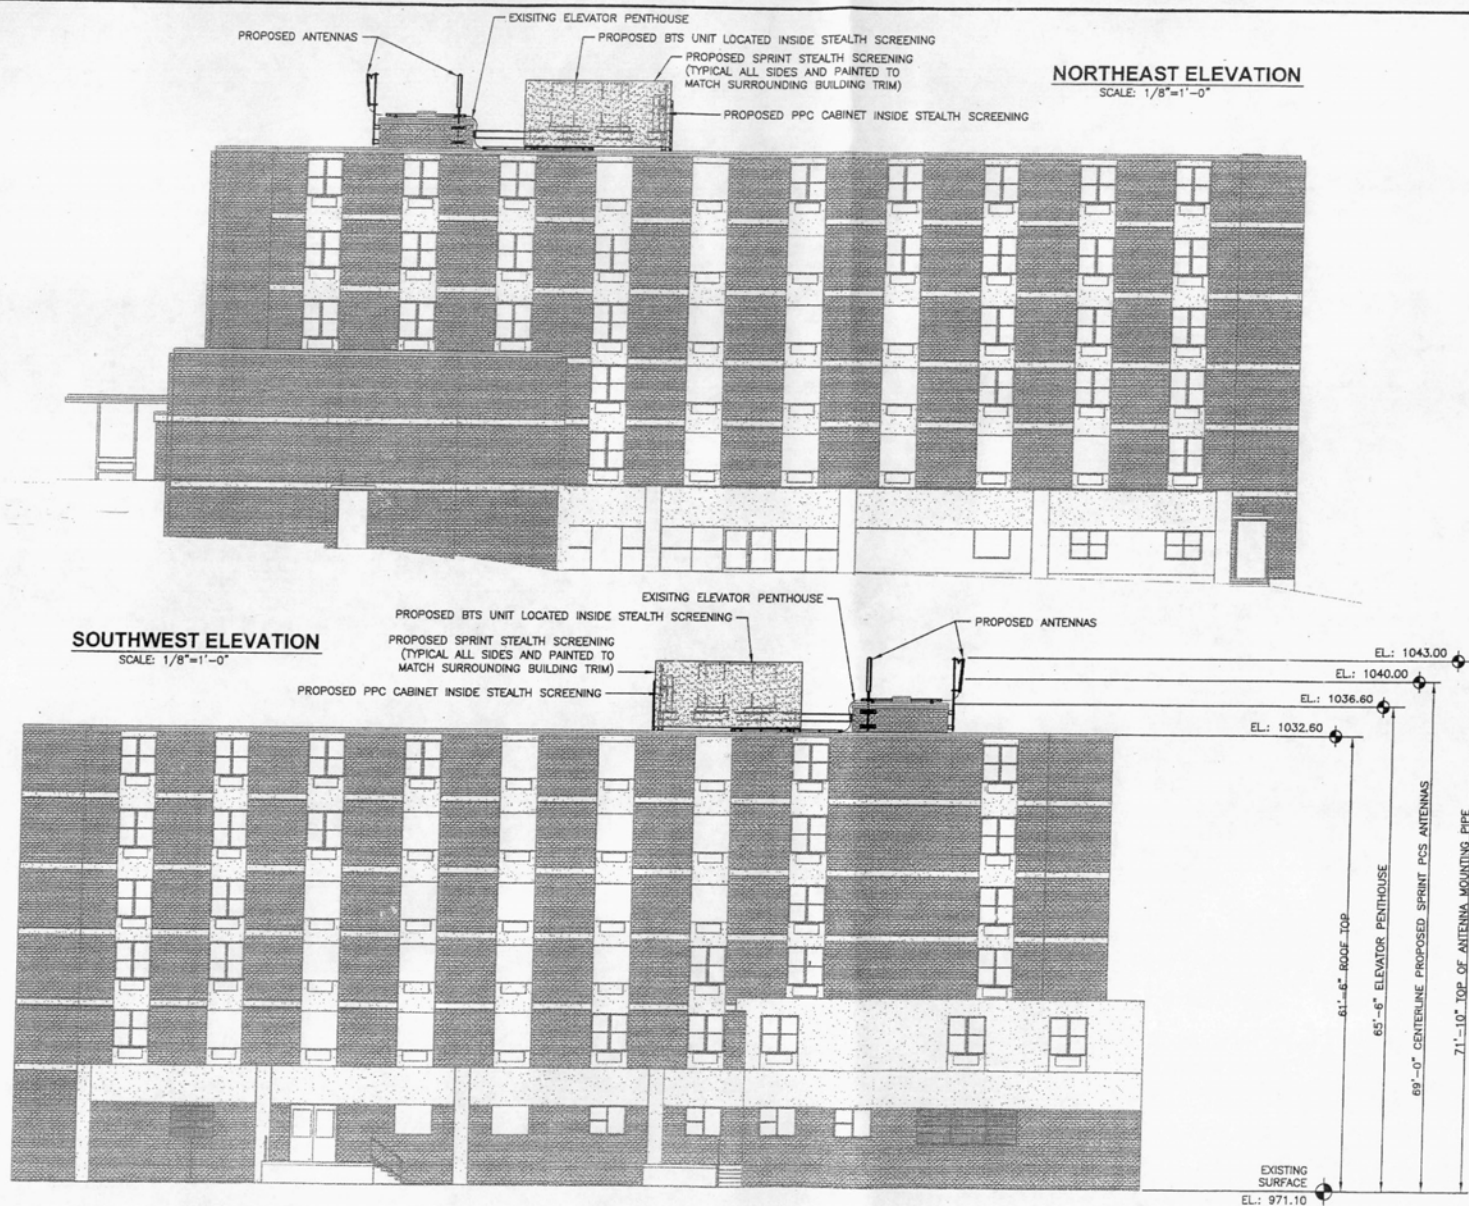 EXISITNG ELEVATOR PENTHOUSE
PROPOSED ANTENNAS
PROPOSED BTS UNIT LOCATED INSIDE STEALTH SCREENING
PROPOSED SPRINT STEALTH SCREENING
(TYPICAL ALL SIDES AND PAINTED TO
MATCH SURROUNDING BUILDING TRIM)
PROPOSED PPC CABINET INSIDE STEALTH SCREENING
NORTHEAST ELEVATION
SCALE: 1/8"=1'-0"
SOUTHWEST ELEVATION
SCALE: 1/8"=1'-0"
EXISITNG ELEVATOR PENTHOUSE
PROPOSED BTS UNIT LOCATED INSIDE STEALTH SCREENING
PROPOSED SPRINT STEALTH SCREENING
(TYPICAL ALL SIDES AND PAINTED TO
MATCH SURROUNDING BUILDING TRIM)
PROPOSED PPC CABINET INSIDE STEALTH SCREENING
PROPOSED ANTENNAS
EL.: 1043.00
EL.: 1040.00
EL.: 1036.60
EL.: 1032.60
61'-6" ROOF TOP
65'-6" ELEVATOR PENTHOUSE
69'-0" CENTERLINE PROPOSED SPRINT PCS ANTENNAS
71'-10" TOP OF ANTENNA MOUNTING PIPE
EXISTING
SURFACE
EL.: 971.10